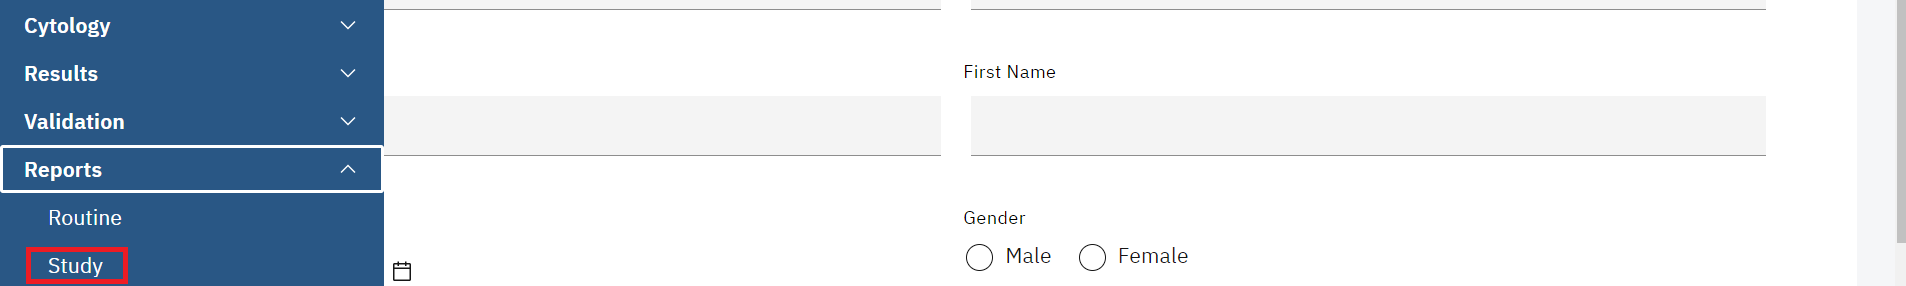 Cytology
Results
Validation
Reports
Routine
Study
First Name
Gender
Male Female